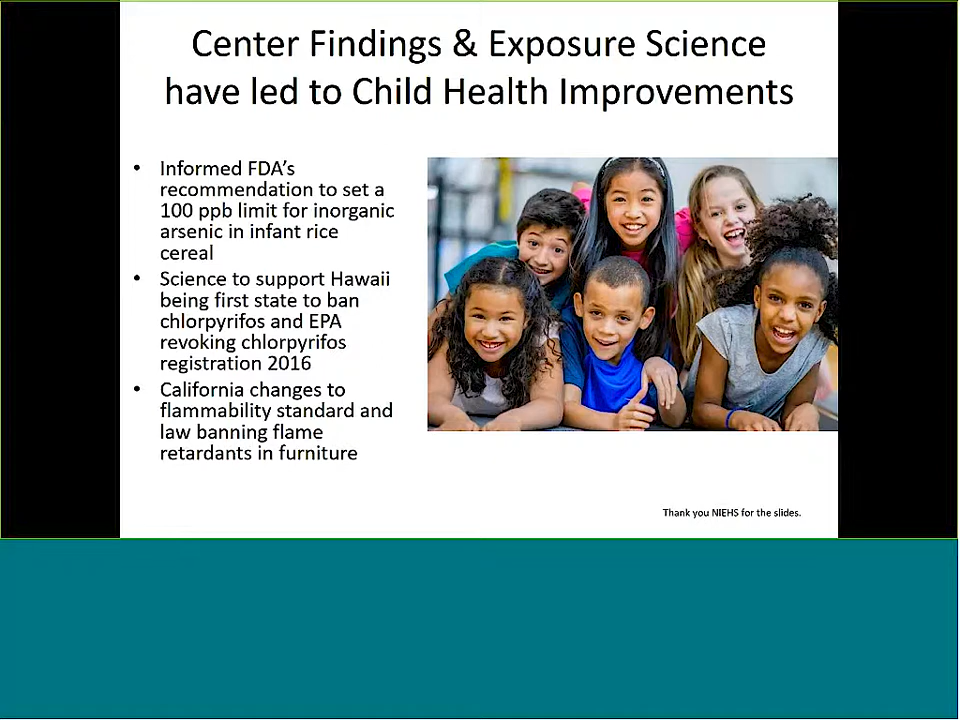 Center Findings & Exposure Science
have led to Child Health Improvements
• Informed FDA's
recommendation to set a
100 ppb limit for inorganic
arsenic in infant rice
cereal
• Science to support Hawaii
being first state to ban
chlorpyrifos and EPA
revoking chlorpyrifos
registration 2016
• California changes to
flammability standard and
law banning flame
retardants in furniture
Thank you NIEHS for the slides.